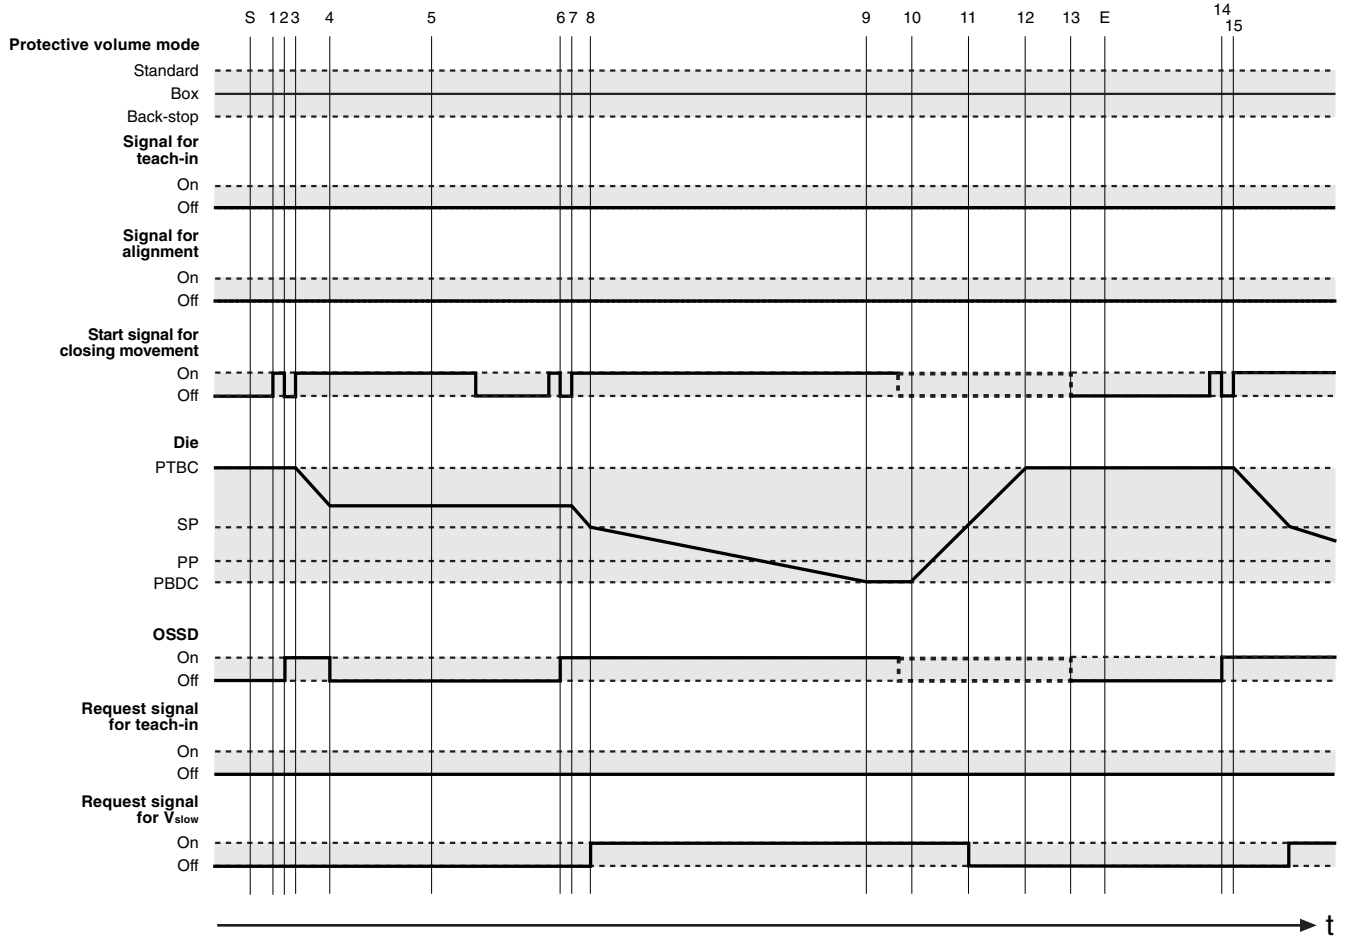 S 1 2 3 4 5 6 7 8 9 10 11 12 13 E 14
15
Protective volume mode
Standard
Box
Back-stop
Signal for
teach-in
On
Off
Signal for
alignment
On
Off
Start signal for
closing movement
On
Off
Die
PTBC
SP
PP
PBDC
OSSD
On
Off
Request signal
for teach-in
On
Off
Request signal
for Vslow
On
Off
t